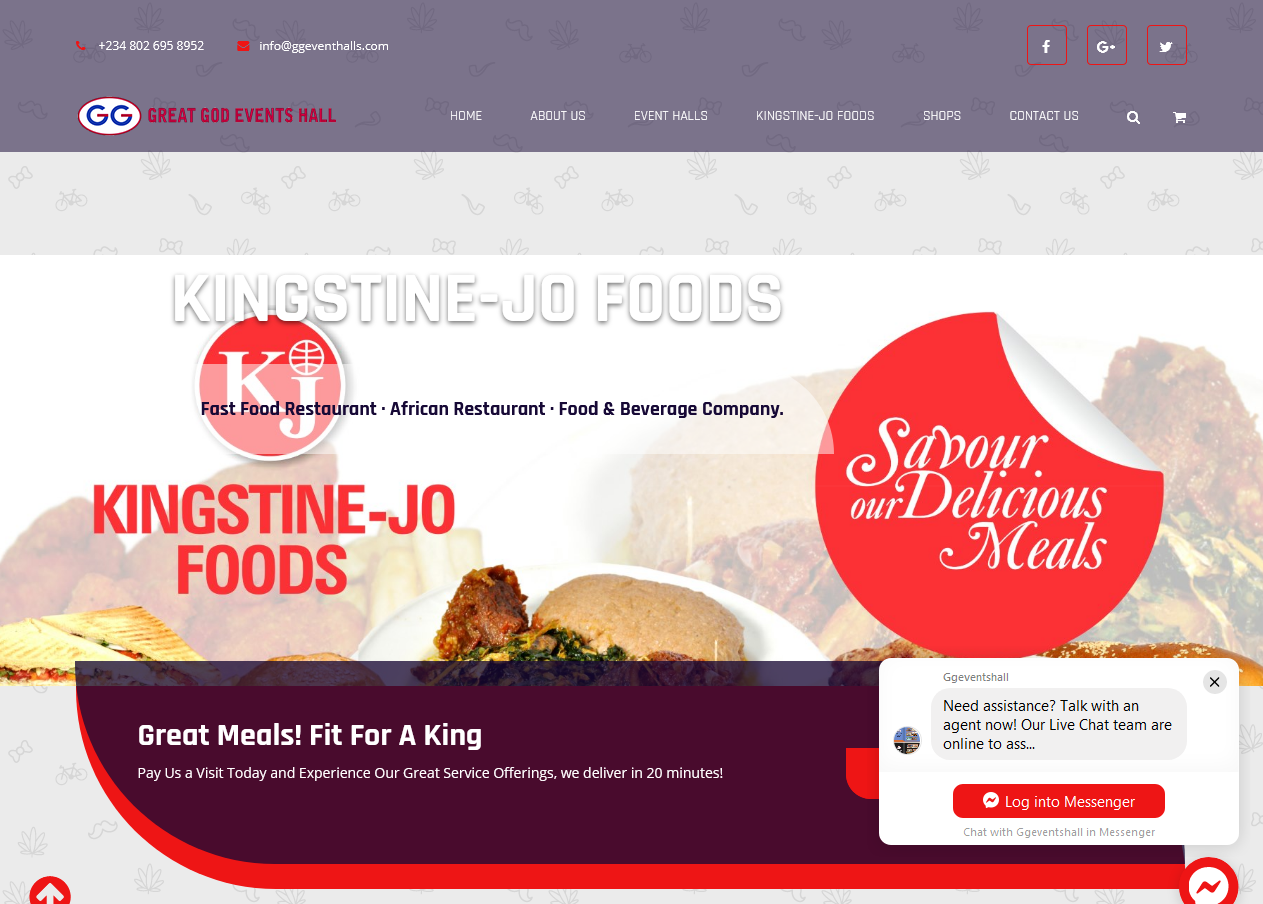 +234 802 695 8952
info@ggeventhalls.com
GG GREAT GOD EVENTS HALL
HOME
ABOUT US
EVENT HALLS
KINGSTINE-JO FOODS
SHOPS
CONTACT US
KINGSTINE-JO FOODS
KJ
Fast Food Restaurant · African Restaurant · Food & Beverage Company.
KINGSTINE-JO
FOODS
Savour
our Delicious
Meals
Great Meals! Fit For A King
Pay Us a Visit Today and Experience Our Great Service Offerings, we deliver in 20 minutes!
Ggeventshall
Need assistance? Talk with an
agent now! Our Live Chat team are
online to ass...
Log into Messenger
Chat with Ggeventshall in Messenger